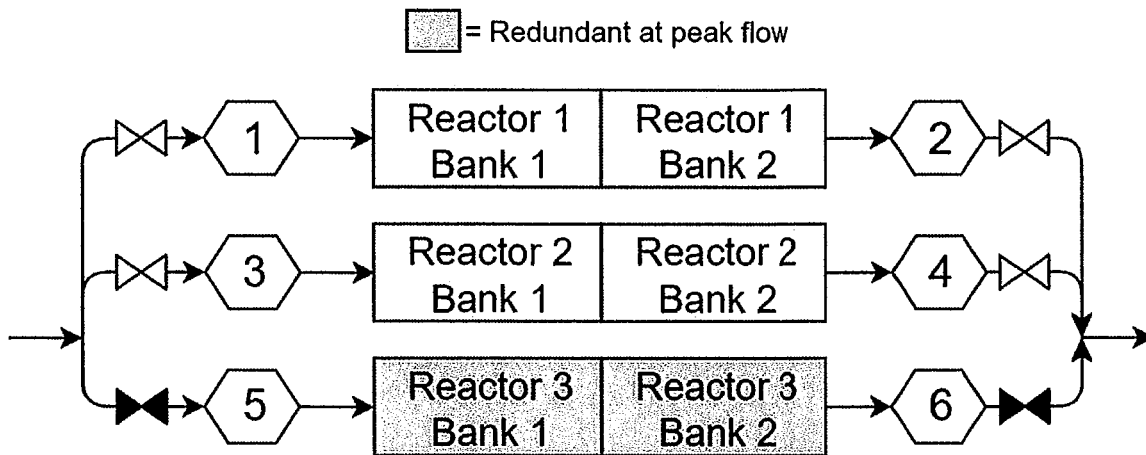 = Redundant at peak flow
1
Reactor 1
Bank 1
Reactor 1
Bank 2
2
3
Reactor 2
Bank 1
Reactor 2
Bank 2
4
5
Reactor 3
Bank 1
Reactor 3
Bank 2
6